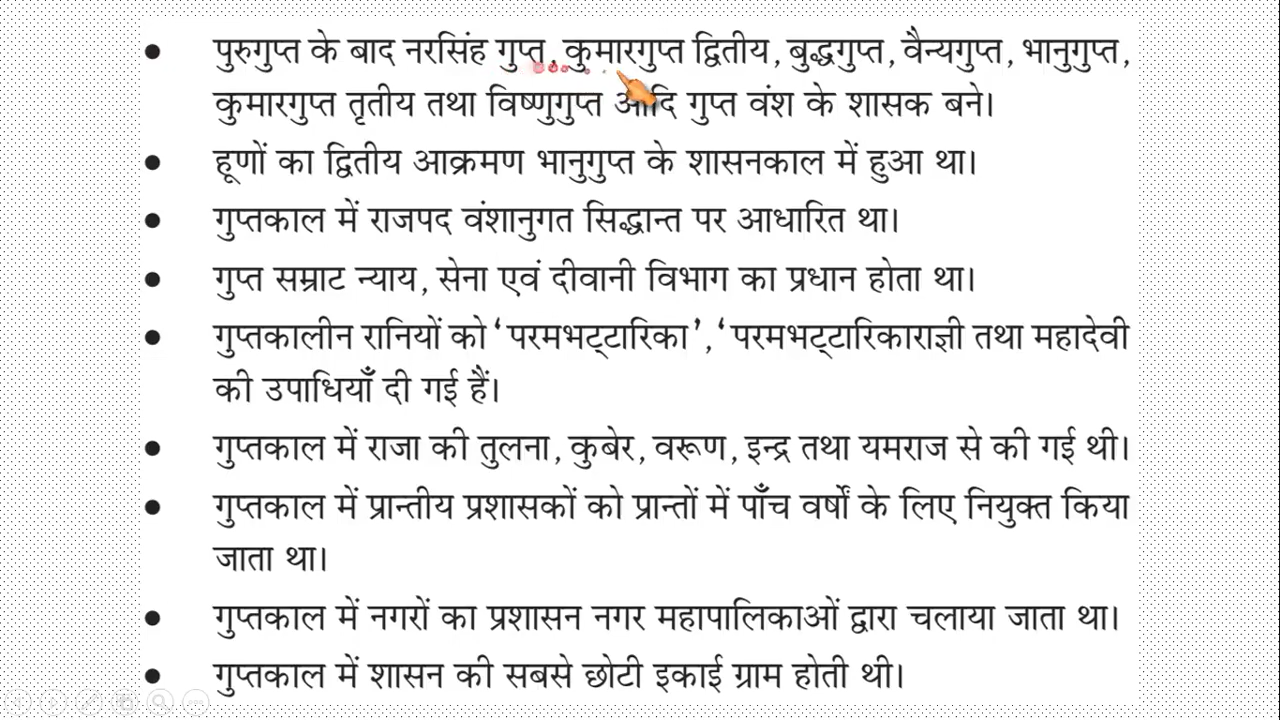 • पुरुगुप्त के बाद नरसिंह गुप्त, कुमारगुप्त द्वितीय, बुद्धगुप्त, वैन्यगुप्त, भानुगुप्त,
कुमारगुप्त तृतीय तथा विष्णुगुप्त आदि गुप्त वंश के शासक बने।
• हूणों का द्वितीय आक्रमण भानुगुप्त के शासनकाल में हुआ था।
• गुप्तकाल में राजपद वंशानुगत सिद्धान्त पर आधारित था।
• गुप्त सम्राट न्याय, सेना एवं दीवानी विभाग का प्रधान होता था।
• गुप्तकालीन रानियों को ‘परमभट्टारिका’, ‘परमभट्टारिकाराज्ञी तथा महादेवी
की उपाधियाँ दी गई हैं।
• गुप्तकाल में राजा की तुलना, कुबेर, वरूण, इन्द्र तथा यमराज से की गई थी।
• गुप्तकाल में प्रान्तीय प्रशासकों को प्रान्तों में पाँच वर्षों के लिए नियुक्त किया
जाता था।
• गुप्तकाल में नगरों का प्रशासन नगर महापालिकाओं द्वारा चलाया जाता था।
• गुप्तकाल में शासन की सबसे छोटी इकाई ग्राम होती थी।